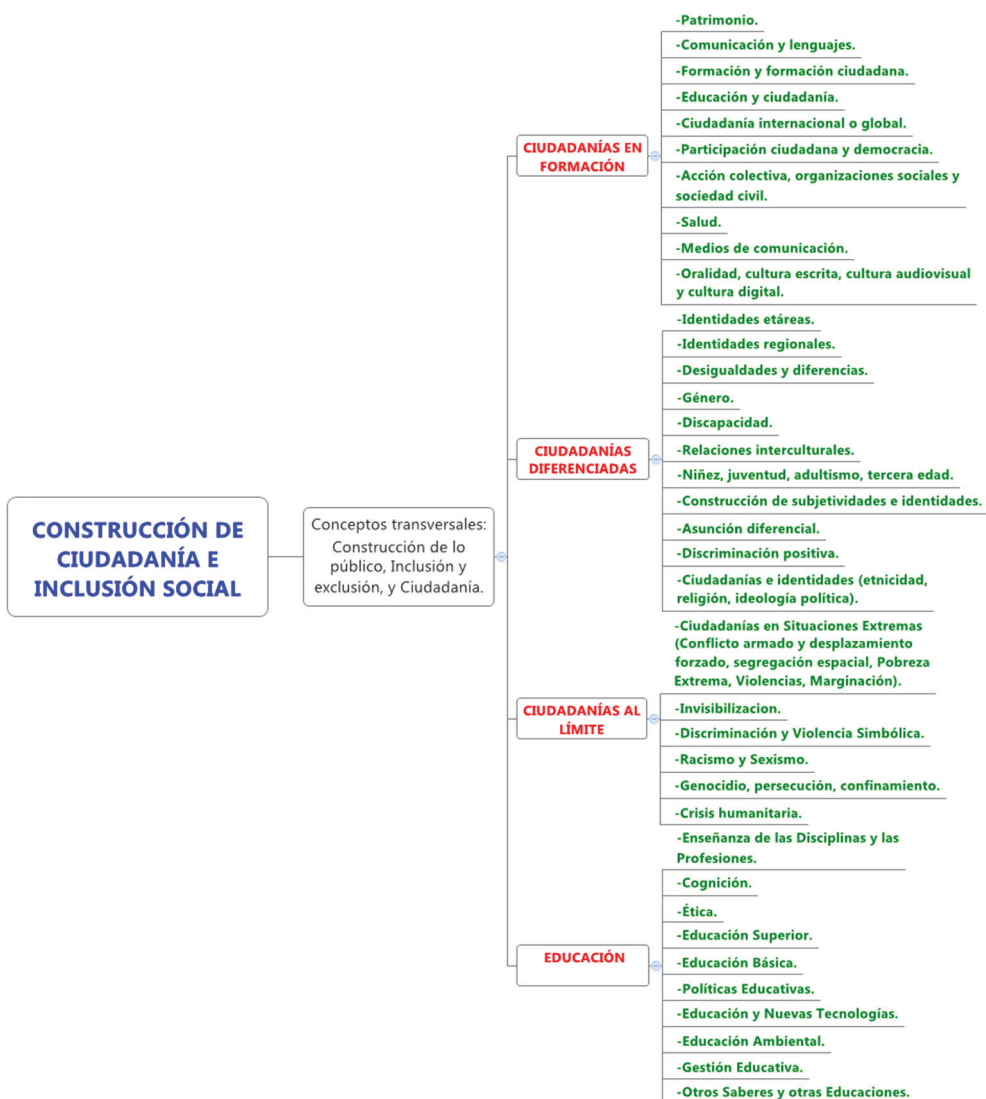 CONSTRUCCIÓN DE
CIUDADANÍA E
INCLUSIÓN SOCIAL
Conceptos transversales:
Construcción de lo
público, Inclusión y
exclusión, y Ciudadanía.
CIUDADANÍAS EN
FORMACIÓN
-Patrimonio.
-Comunicación y lenguajes.
-Formación y formación ciudadana.
-Educación y ciudadanía.
-Ciudadanía internacional o global.
-Participación ciudadana y democracia.
-Acción colectiva, organizaciones sociales y
sociedad civil.
-Salud.
-Medios de comunicación.
-Oralidad, cultura escrita, cultura audiovisual
y cultura digital.
CIUDADANÍAS
DIFERENCIADAS
-Identidades etáreas.
-Identidades regionales.
-Desigualdades y diferencias.
-Género.
-Discapacidad.
-Relaciones interculturales.
-Niñez, juventud, adultismo, tercera edad.
-Construcción de subjetividades e identidades.
-Asunción diferencial.
-Discriminación positiva.
-Ciudadanías e identidades (etnicidad,
religión, ideología política).
CIUDADANÍAS AL
LÍMITE
-Ciudadanías en Situaciones Extremas
(Conflicto armado y desplazamiento
forzado, segregación espacial, Pobreza
Extrema, Violencias, Marginación).
-Invisibilizacion.
-Discriminación y Violencia Simbólica.
-Racismo y Sexismo.
-Genocidio, persecución, confinamiento.
-Crisis humanitaria.
EDUCACIÓN
-Enseñanza de las Disciplinas y las
Profesiones.
-Cognición.
-Ética.
-Educación Superior.
-Educación Básica.
-Políticas Educativas.
-Educación y Nuevas Tecnologías.
-Educación Ambiental.
-Gestión Educativa.
-Otros Saberes y otras Educaciones.